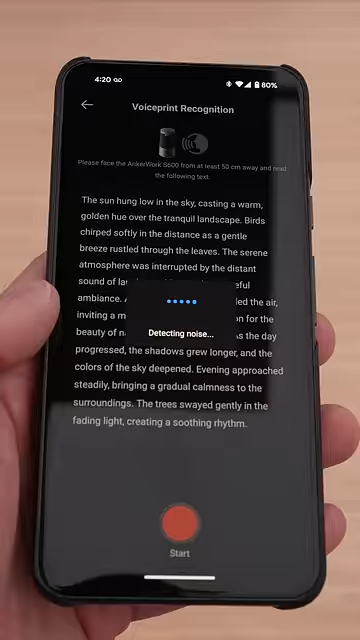 4:20
80%
Voiceprint Recognition
Please face the AnkerWork S600 from at least 50 cm away and read
the following text.
The sun hung low in the sky, casting a warm,
golden hue over the tranquil landscape. Birds
chirped softly in the distance as a gentle
breeze rustled through the leaves. The serene
atmosphere was interrupted by the distant
sound of
ambiance. the air,
inviting a for the
beauty of As the day
Detecting noise...
progressed, the shadows grew longer, and the
colors of the sky deepened. Evening approached
steadily, bringing a gradual calmness to the
surroundings. The trees swayed gently in the
fading light, creating a soothing rhythm.
Start